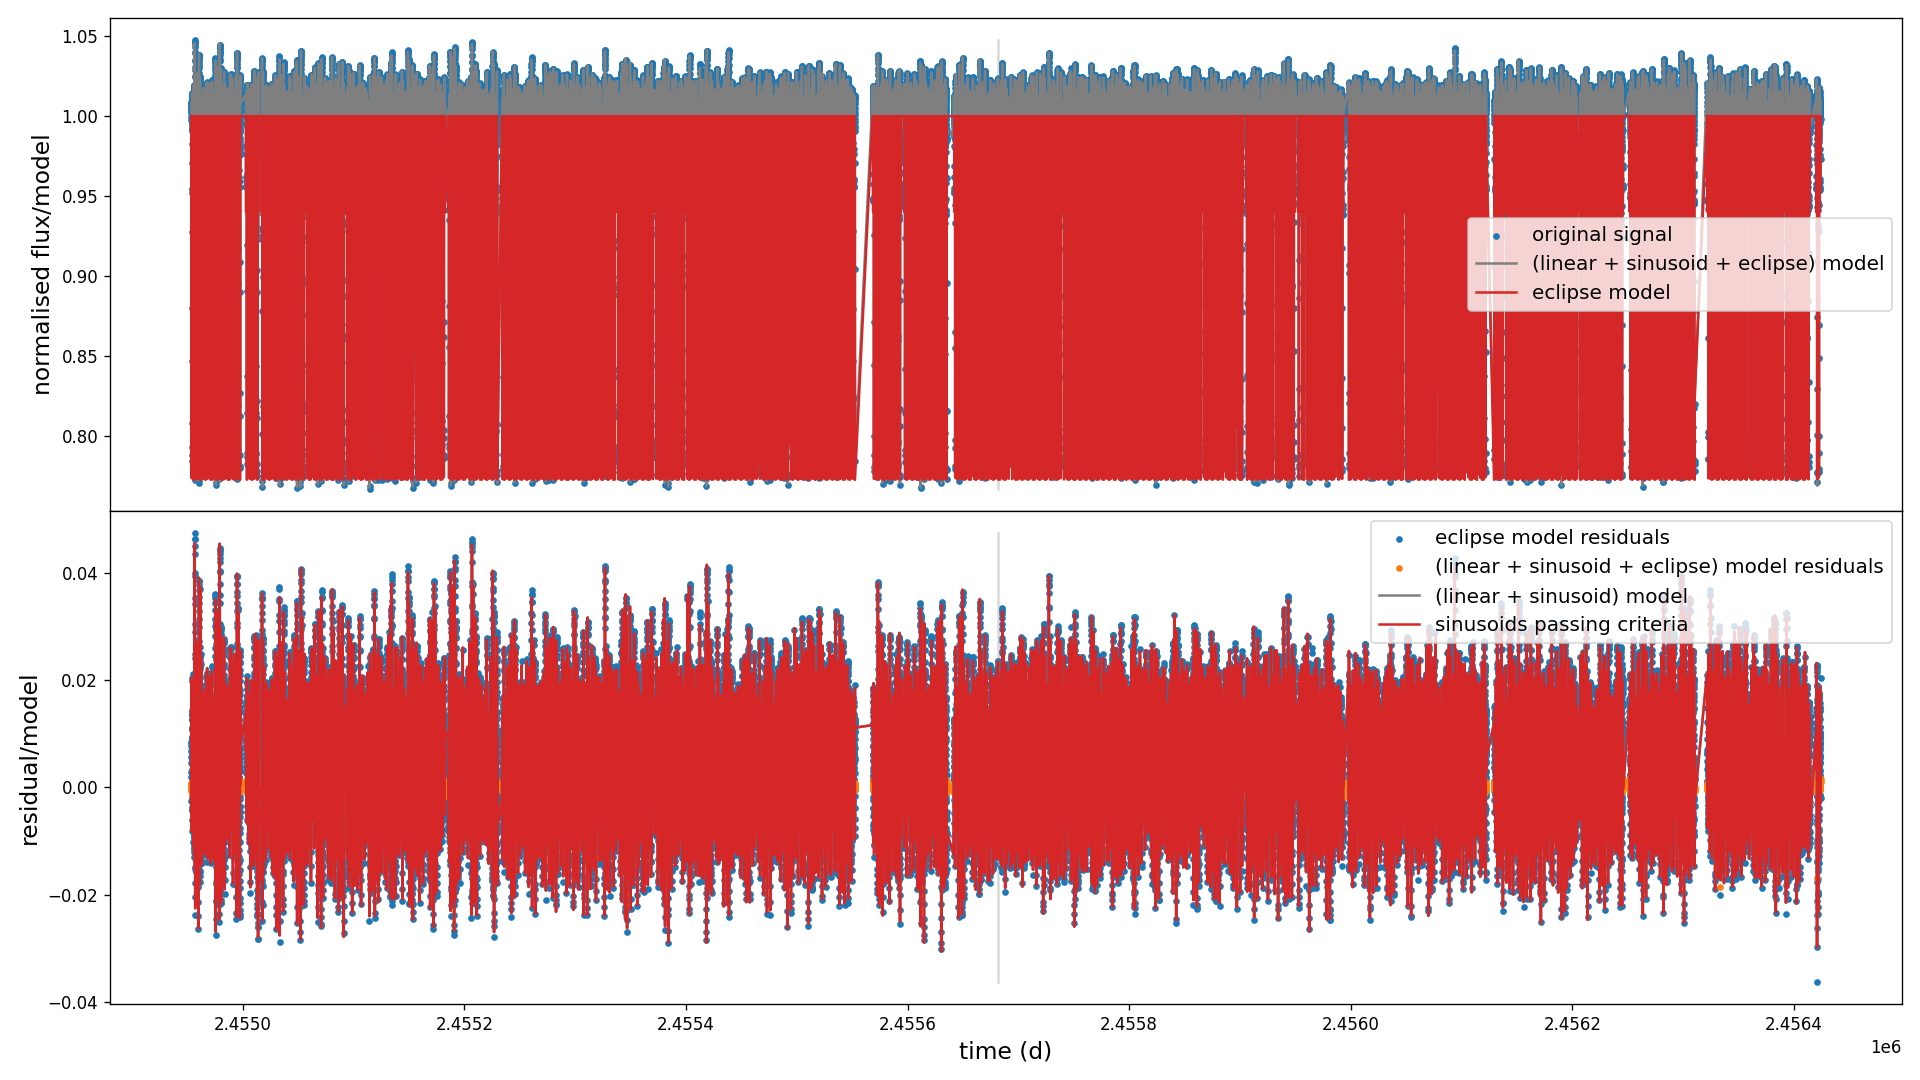 1.05
1.00
0.95
0.90
0.85
0.80
normalised flux/model
original signal
(linear + sinusoid + eclipse) model
eclipse model
0.04
0.02
0.00
−0.02
−0.04
residual/model
eclipse model residuals
(linear + sinusoid + eclipse) model residuals
(linear + sinusoid) model
sinusoids passing criteria
2.4550
2.4552
2.4554
2.4556
2.4558
2.4560
2.4562
2.4564
time (d)
1e6